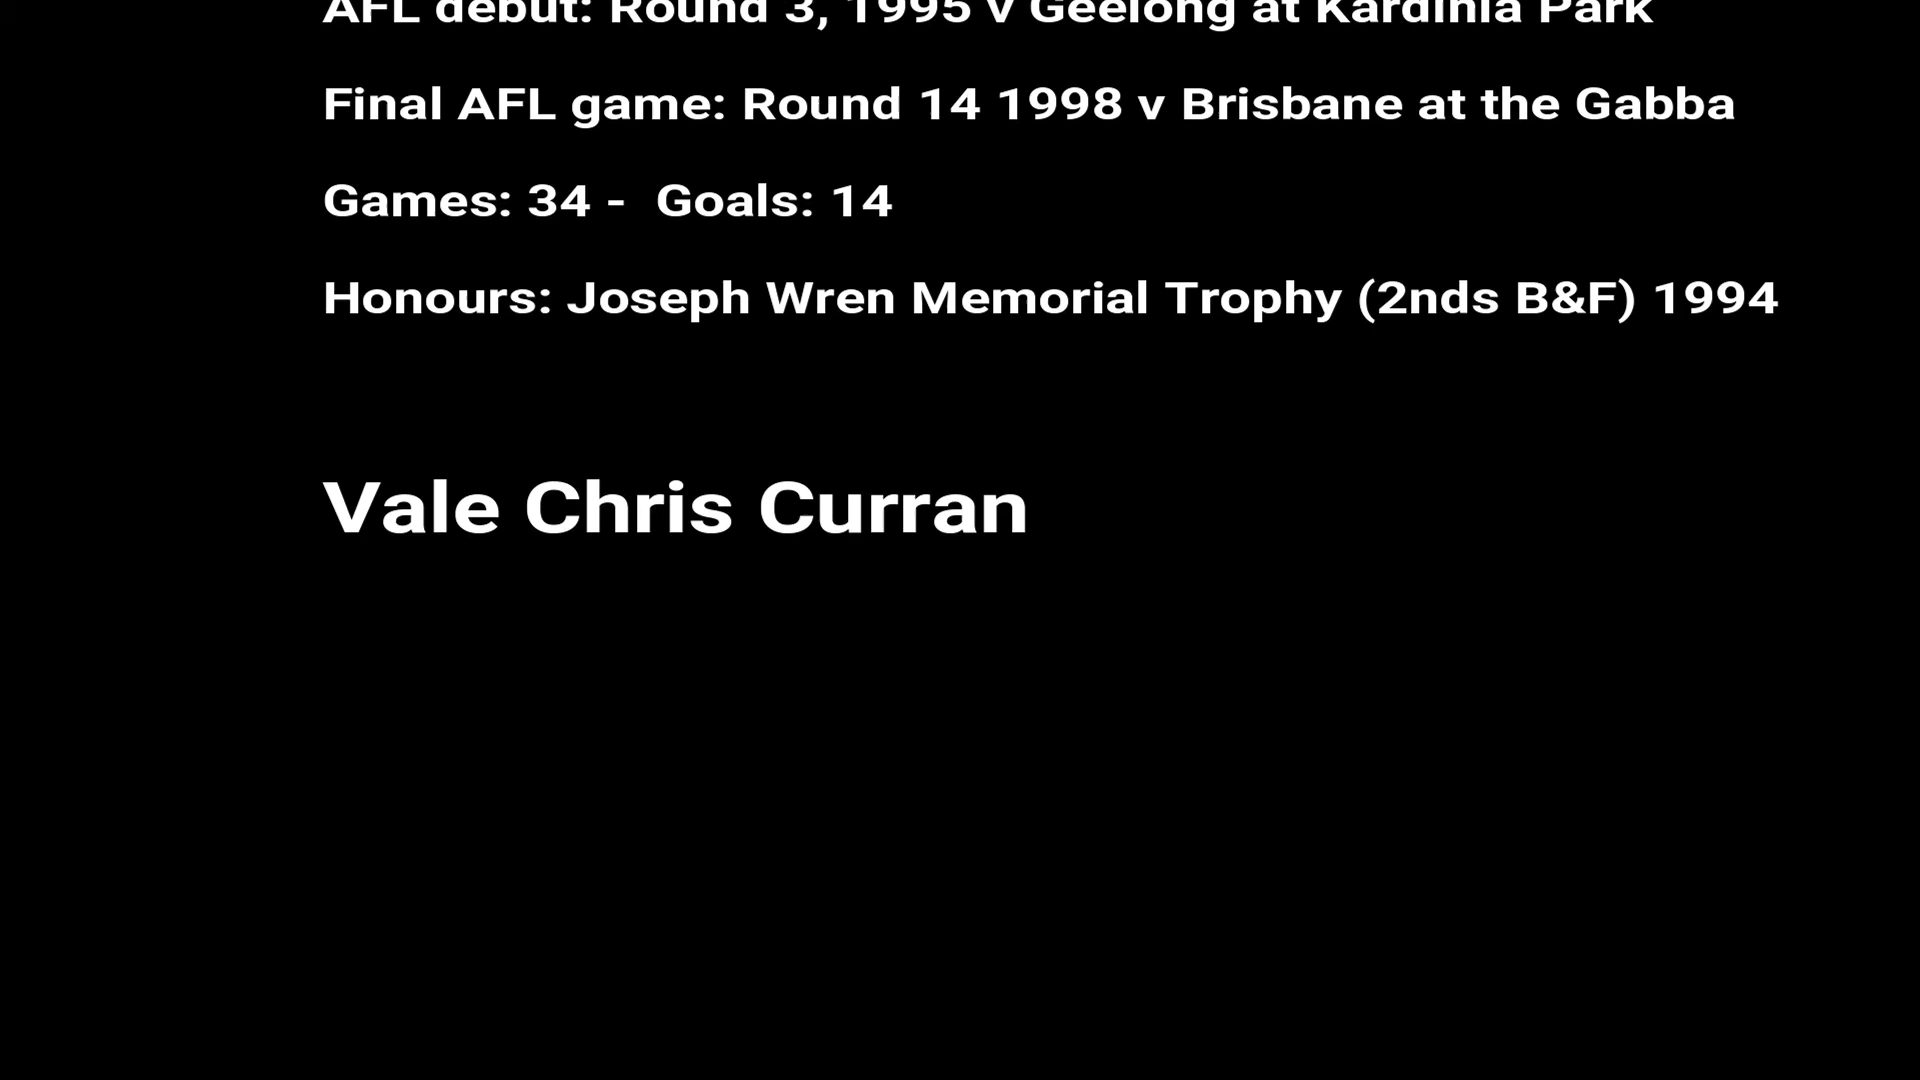 AFL debut: Round 3, 1995 v Geelong at Kardinia Park
Final AFL game: Round 14 1998 v Brisbane at the Gabba
Games: 34 -  Goals: 14
Honours: Joseph Wren Memorial Trophy (2nds B&F) 1994
Vale Chris Curran